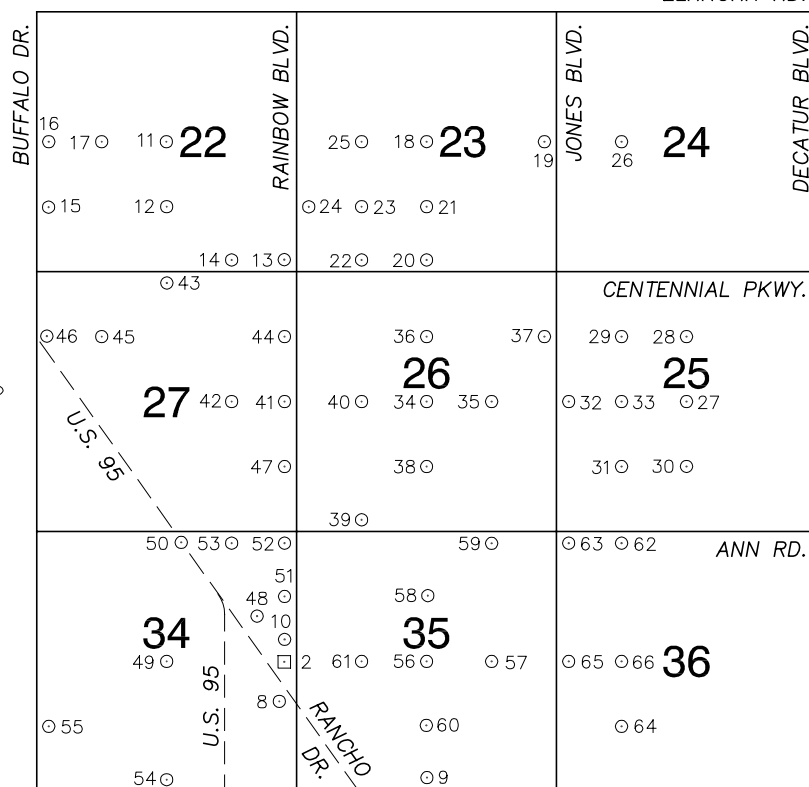 BUFFALO DR.
RAINBOW BLVD.
JONES BLVD.
DECATUR BLVD.
16
17 11 22
25 18 23
19
26
24
15 12
24 23 21
14 13
22 20
43
CENTENNIAL PKWY.
46 45 44
36 37
29 28
26
25
27
42 41
40 34 35
32 33 27
U.S. 95
47
38
31 30
39
50 53 52
59
63 62
ANN RD.
51
48
58
10
34
35
49
2
61 56 57
65 66 36
U.S. 95
8
RANCHO DR.
55
60
64
54
9